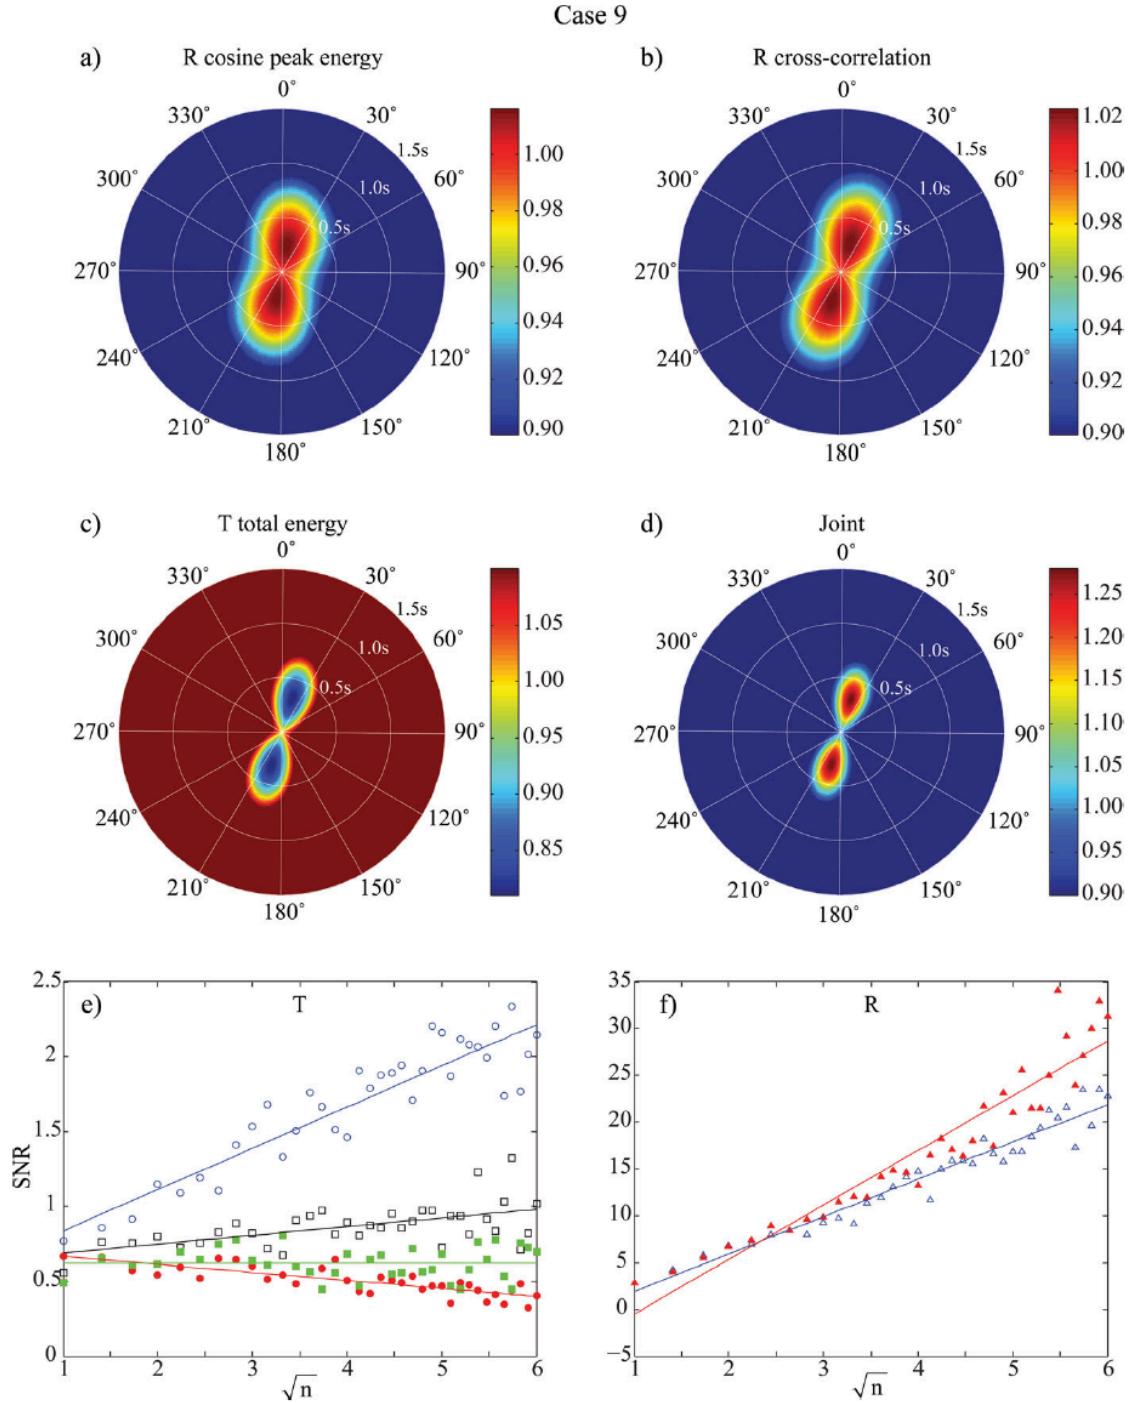 Case 9
a) R cosine peak energy
0°
330° 30°
300° 60°
270° 90°
240° 120°
210° 150°
180°
1.5s
1.0s
0.5s
1.00
0.98
0.96
0.94
0.92
0.90
b) R cross-correlation
0°
330° 30°
300° 60°
270° 90°
240° 120°
210° 150°
180°
1.5s
1.0s
0.5s
1.02
1.00
0.98
0.96
0.94
0.92
0.90
c) T total energy
0°
330° 30°
300° 60°
270° 90°
240° 120°
210° 150°
180°
1.5s
1.0s
0.5s
1.05
1.00
0.95
0.90
0.85
d) Joint
0°
330° 30°
300° 60°
270° 90°
240° 120°
210° 150°
180°
1.5s
1.0s
0.5s
1.25
1.20
1.15
1.10
1.05
1.00
0.95
0.90
e) T
SNR
2.5
2
1.5
1
0.5
0
1 2 3 4 5 6
√n
f) R
35
30
25
20
15
10
5
0
−5
1 2 3 4 5 6
√n